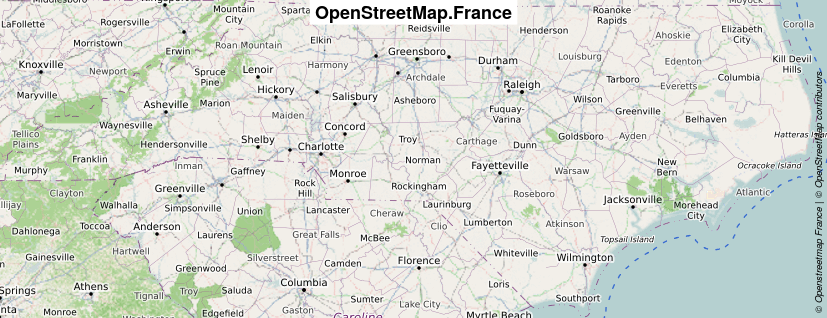 OpenStreetMap.France
Mountain
City
Sparta
Roanoke
Rapids
LaFollette
Rogersville
Reidsville
Henderson
Ahoskie
Elizabeth
City
Corolla
Morristown
Erwin
Roan Mountain
Elkin
Greensboro
Louisburg
Edenton
Kill Devil
Hills
Knoxville
Newport
Spruce
Pine
Lenoir
Harmony
Archdale
Durham
Raleigh
Tarboro
Everetts
Columbia
Maryville
Asheville
Marion
Hickory
Salisbury
Asheboro
Fuquay-
Varina
Wilson
Greenville
Belhaven
Tellico
Plains
Waynesville
Hendersonville
Maiden
Shelby
Concord
Charlotte
Troy
Carthage
Dunn
Goldsboro
Ayden
Hatteras Island
Murphy
Franklin
Inman
Gaffney
Norman
Fayetteville
Warsaw
New
Bern
Ocracoke Island
Clayton
Greenville
Rock
Hill
Monroe
Rockingham
Roseboro
Jacksonville
Atlantic
Walhalla
Simpsonville
Union
Lancaster
Cheraw
Laurinburg
Morehead
City
Dahlonega
Toccoa
Anderson
Laurens
Great Falls
McBee
Clio
Lumberton
Atkinson
Topsail Island
Gainesville
Hartwell
Greenwood
Silverstreet
Camden
Florence
Whiteville
Wilmington
Springs
Athens
Tignall
Troy
Saluda
Columbia
Sumter
Loris
Southport
Monroe
Edgefield
Gaston
Lake City
Myrtle Beach
© Openstreetmap France | © OpenStreetMap contributors